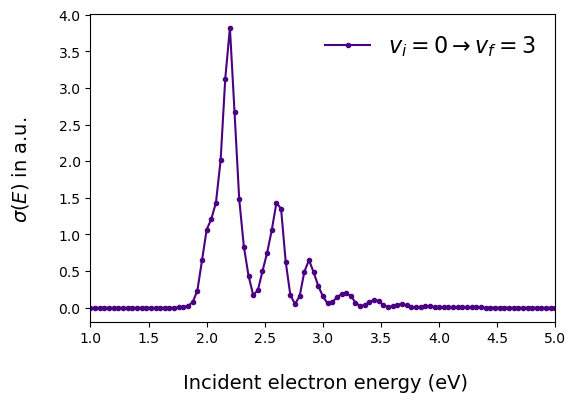 4.0
3.5
3.0
2.5
2.0
1.5
1.0
0.5
0.0
σ(E) in a.u.
v_i = 0 → v_f = 3
1.0 1.5 2.0 2.5 3.0 3.5 4.0 4.5 5.0
Incident electron energy (eV)